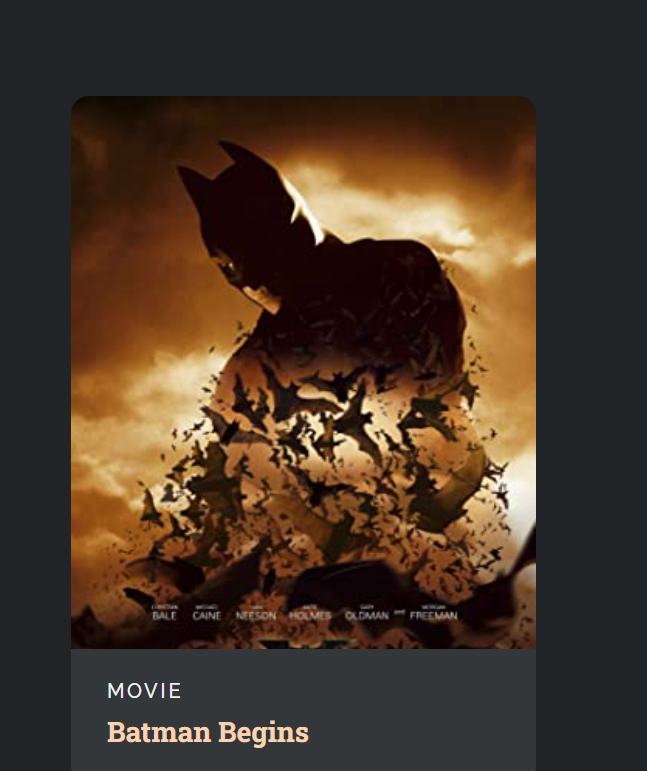 CHRISTIAN MICHAEL LIAM KATIE GARY MORGAN
BALE CAINE NEESON HOLMES OLDMAN and FREEMAN
MOVIE
Batman Begins